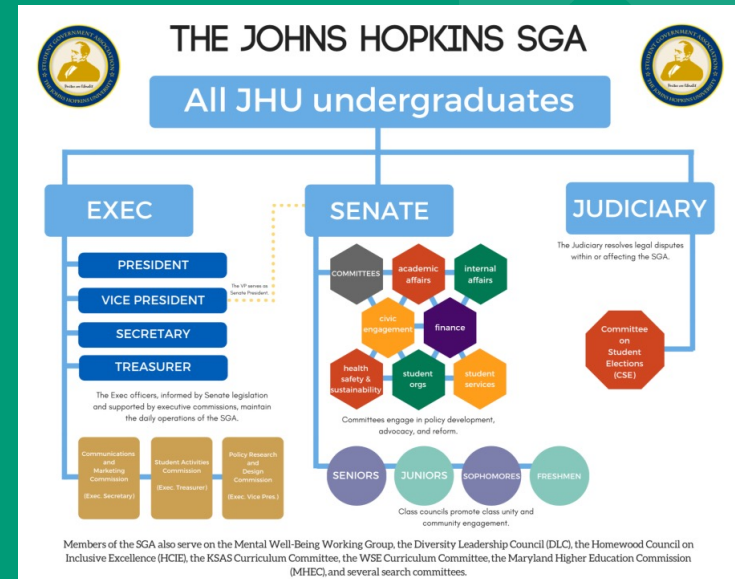 THE JOHNS HOPKINS SGA
All JHU undergraduates
EXEC
PRESIDENT
VICE PRESIDENT
SECRETARY
TREASURER
The VP serves as
Senate President.
The Exec officers, informed by Senate legislation
and supported by executive commissions, maintain
the daily operations of the SGA.
Communications
and
Marketing
Commission
(Exec. Secretary)
Student Activities
Commission
(Exec. Treasurer)
Policy Research
and
Design
Commission
(Exec. Vice Pres.)
SENATE
COMMITTEES
academic
affairs
internal
affairs
civic
engagement
finance
health
safety &
sustainability
student
orgs
student
services
Committees engage in policy development,
advocacy, and reform.
SENIORS
JUNIORS
SOPHOMORES
FRESHMEN
Class councils promote class unity and
community engagement.
JUDICIARY
The Judiciary resolves legal disputes
within or affecting the SGA.
Committee
on
Student
Elections
(CSE)
Members of the SGA also serve on the Mental Well-Being Working Group, the Diversity Leadership Council (DLC), the Homewood Council on
Inclusive Excellence (HCIE), the KSAS Curriculum Committee, the WSE Curriculum Committee, the Maryland Higher Education Commission
(MHEC), and several search committees.